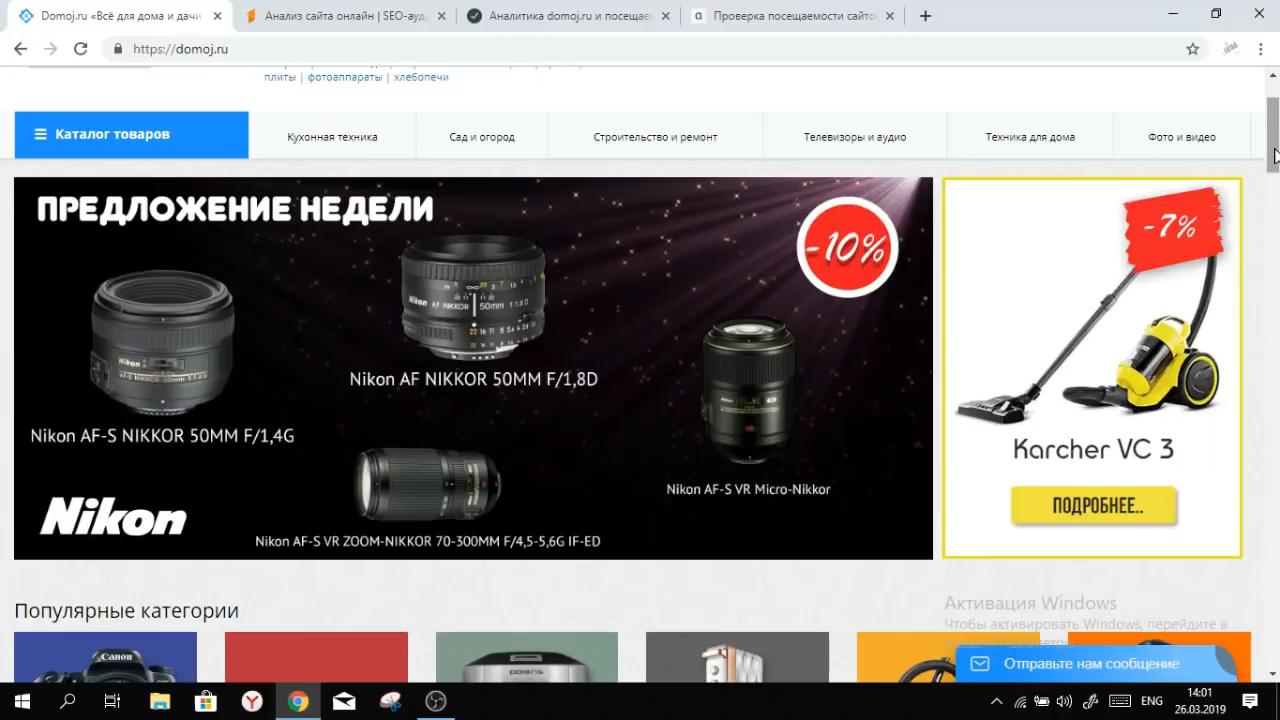 Domoj.ru «Всё для дома и дачи
Анализ сайта онлайн | SEO-ауд
Аналитика domoj.ru и посещае
Проверка посещаемости сайто
https://domoj.ru
плиты | фотоаппараты | хлебопечи
Каталог товаров
Кухонная техника
Сад и огород
Строительство и ремонт
Телевизоры и аудио
Техника для дома
Фото и видео
ПРЕДЛОЖЕНИЕ НЕДЕЛИ
-10%
-7%
Nikon AF NIKKOR 50MM F/1,8D
Nikon AF-S NIKKOR 50MM F/1,4G
Karcher VC 3
Nikon AF-S VR Micro-Nikkor
ПОДРОБНЕЕ..
Nikon
Nikon AF-S VR ZOOM-NIKKOR 70-300MM F/4,5-5,6G IF-ED
Популярные категории
Активация Windows
Чтобы активировать Windows, перейдите в
Canon
polaris
Отправьте нам сообщение
ENG
14:01
26.03.2019